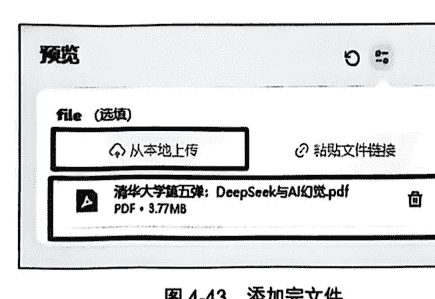 预览
file (选填)
从本地上传
粘贴文件链接
清华大学第五弹：DeepSeek与AI幻觉.pdf
PDF · 3.77MB
图 4-43 添加完文件